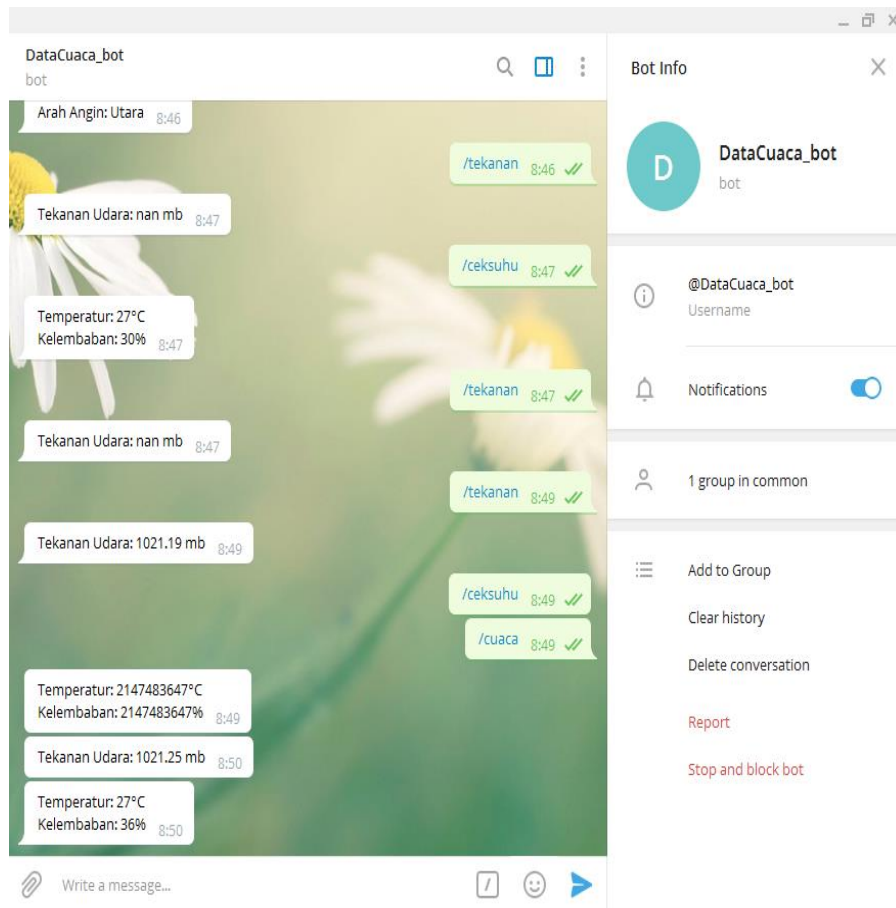 DataCuaca_bot
bot
Arah Angin: Utara 8:46
/tekanan 8:46
Tekanan Udara: nan mb 8:47
/ceksuhu 8:47
Temperatur: 27°C
Kelembaban: 30% 8:47
/tekanan 8:47
Tekanan Udara: nan mb 8:47
/tekanan 8:49
Tekanan Udara: 1021.19 mb 8:49
/ceksuhu 8:49
/cuaca 8:49
Temperatur: 2147483647°C
Kelembaban: 2147483647% 8:49
Tekanan Udara: 1021.25 mb 8:50
Temperatur: 27°C
Kelembaban: 36% 8:50
Write a message...
Bot Info
D
DataCuaca_bot
bot
@DataCuaca_bot
Username
Notifications
1 group in common
Add to Group
Clear history
Delete conversation
Report
Stop and block bot